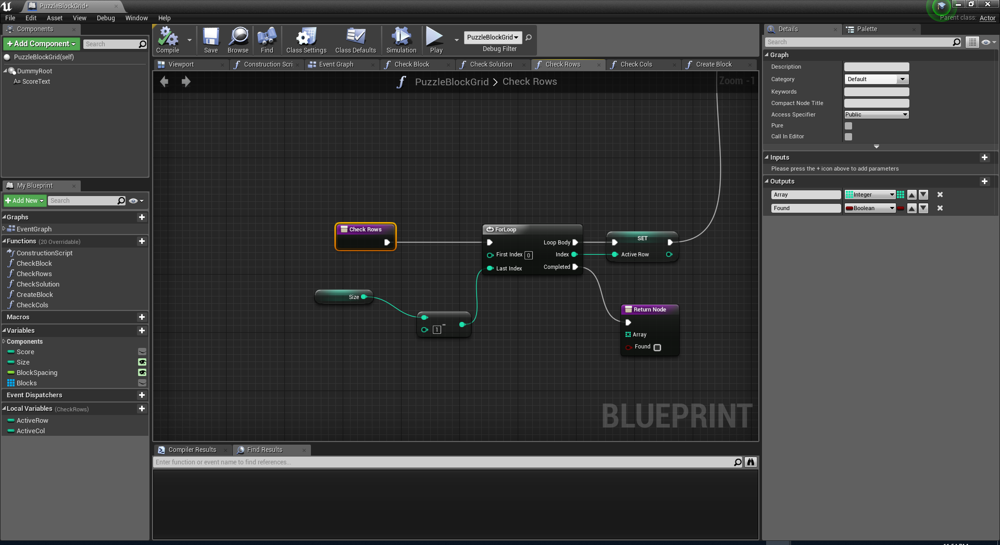 PuzzleBlockGrid*
File Edit Asset View Debug Window Help
Parent class: Actor
Components
+ Add Component
Search
PuzzleBlockGrid(self)
DummyRoot
Aa ScoreText
My Blueprint
+ Add New
Search
Graphs
EventGraph
Functions (20 Overridable)
ConstructionScript
CheckBlock
CheckRows
CheckSolution
CreateBlock
CheckCols
Macros
Variables
Components
Score
Size
BlockSpacing
Blocks
Event Dispatchers
Local Variables (CheckRows)
ActiveRow
ActiveCol
Compile
Save
Browse
Find
Class Settings
Class Defaults
Simulation
Play
PuzzleBlockGrid
Debug Filter
Viewport
Construction Scri
Event Graph
Check Block
Check Solution
Check Rows
Check Cols
Create Block
PuzzleBlockGrid > Check Rows
Zoom -1
Check Rows
ForLoop
Loop Body
First Index 0
Index
Last Index
Completed
SET
Active Row
Size
1
-
Return Node
Array
Found
BLUEPRINT
Compiler Results
Find Results
Enter function or event name to find references...
Details
Palette
Search
Graph
Description
Category Default
Keywords
Compact Node Title
Access Specifier Public
Pure
Call In Editor
Inputs
Please press the + icon above to add parameters
Outputs
Array Integer
Found Boolean